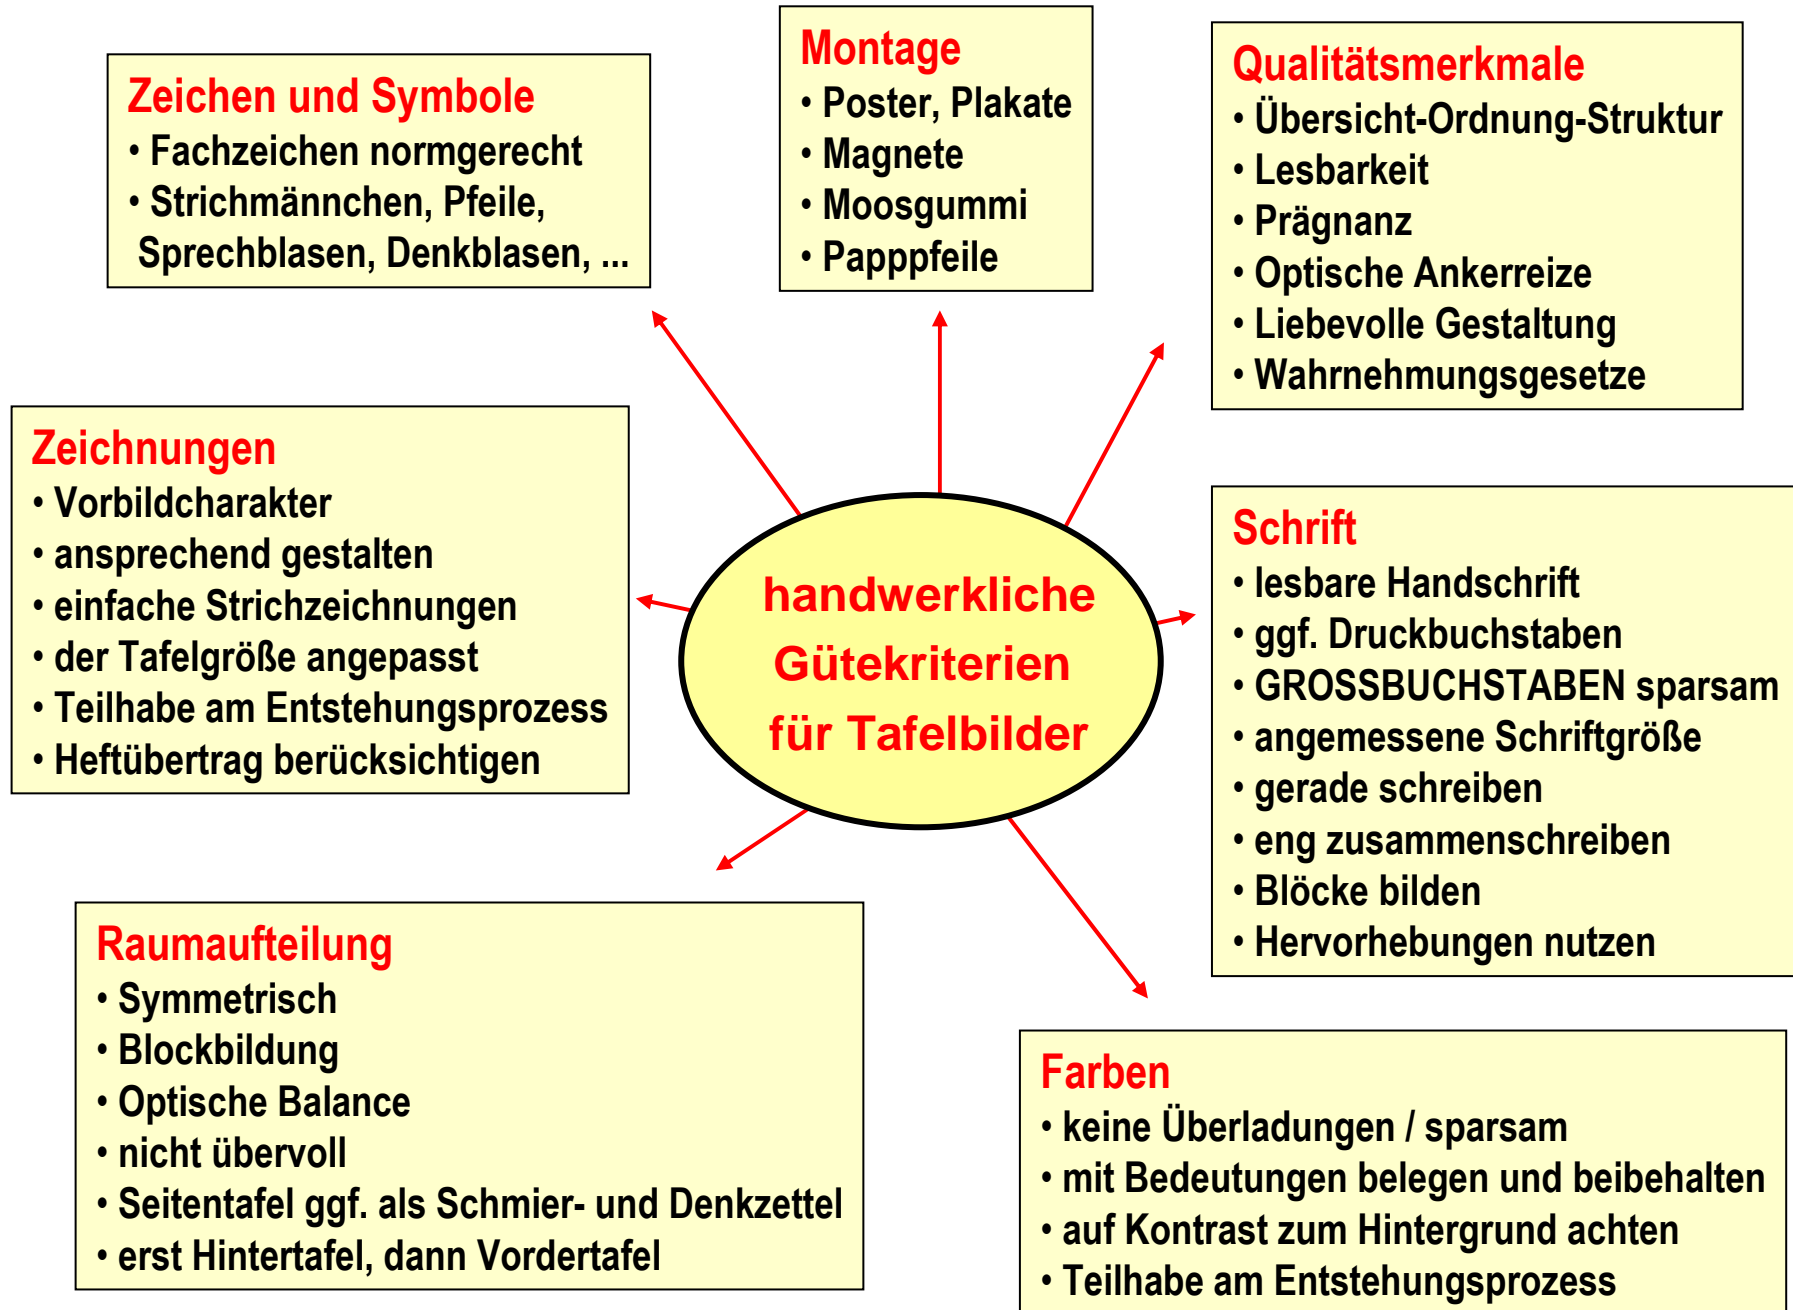 Zeichen und Symbole
• Fachzeichen normgerecht
• Strichmännchen, Pfeile,
Sprechblasen, Denkblasen, ...
Montage
• Poster, Plakate
• Magnete
• Moosgummi
• Papppfeile
Qualitätsmerkmale
• Übersicht-Ordnung-Struktur
• Lesbarkeit
• Prägnanz
• Optische Ankerreize
• Liebevolle Gestaltung
• Wahrnehmungsgesetze
Zeichnungen
• Vorbildcharakter
• ansprechend gestalten
• einfache Strichzeichnungen
• der Tafelgröße angepasst
• Teilhabe am Entstehungsprozess
• Heftübertrag berücksichtigen
handwerkliche
Gütekriterien
für Tafelbilder
Schrift
• lesbare Handschrift
• ggf. Druckbuchstaben
• GROSSBUCHSTABEN sparsam
• angemessene Schriftgröße
• gerade schreiben
• eng zusammenschreiben
• Blöcke bilden
• Hervorhebungen nutzen
Raumaufteilung
• Symmetrisch
• Blockbildung
• Optische Balance
• nicht übervoll
• Seitentafel ggf. als Schmier- und Denkzettel
• erst Hintertafel, dann Vordertafel
Farben
• keine Überladungen / sparsam
• mit Bedeutungen belegen und beibehalten
• auf Kontrast zum Hintergrund achten
• Teilhabe am Entstehungsprozess